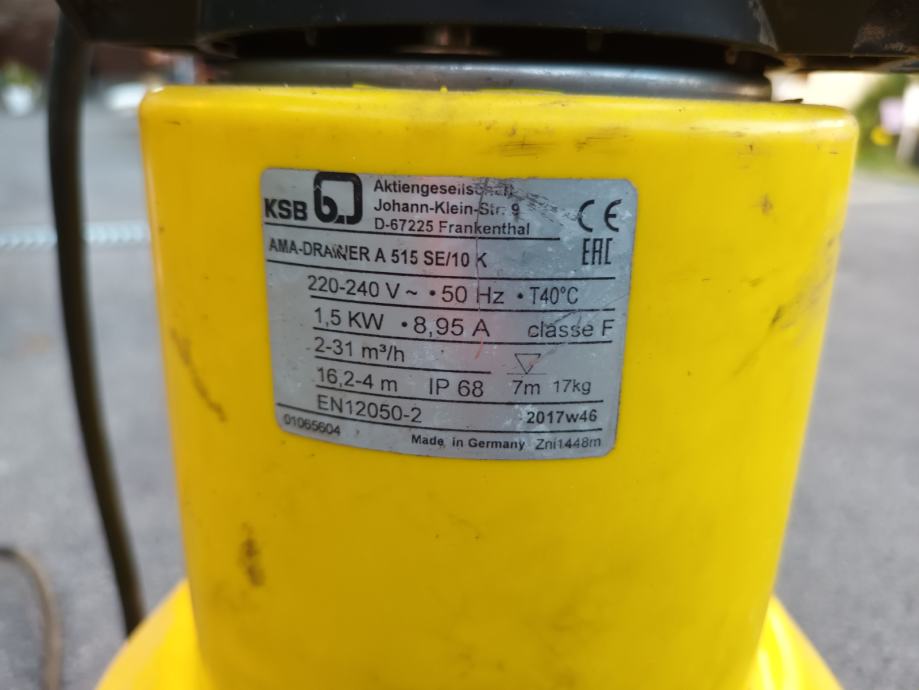 KSB Aktiengesellschaft
Johann-Klein-Str. 9
D-67225 Frankenthal
CE
EAC
AMA-DRAINER A 515 SE/10 K
220-240 V ~ • 50 Hz • T40°C
1,5 KW • 8,95 A classe F
2-31 m³/h
16,2-4 m IP 68 7m 17kg
EN12050-2 2017w46
01065604 Made in Germany Zni1448m